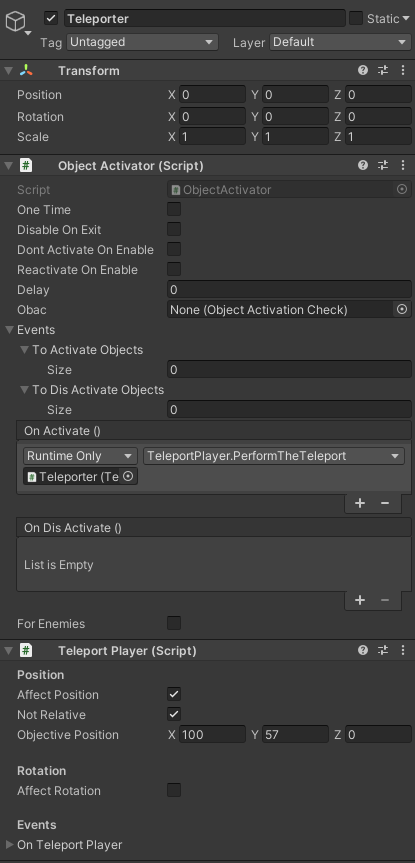 Teleporter Static
Tag Untagged Layer Default
Transform
Position X 0 Y 0 Z 0
Rotation X 0 Y 0 Z 0
Scale X 1 Y 1 Z 1
# Object Activator (Script)
Script # ObjectActivator
One Time
Disable On Exit
Dont Activate On Enable
Reactivate On Enable
Delay 0
Obac None (Object Activation Check)
Events
To Activate Objects
Size 0
To Dis Activate Objects
Size 0
On Activate ()
Runtime Only TeleportPlayer.PerformTheTeleport
# Teleporter (Te
+ −
On Dis Activate ()
List is Empty
+ −
For Enemies
# Teleport Player (Script)
Position
Affect Position
Not Relative
Objective Position X 100 Y 57 Z 0
Rotation
Affect Rotation
Events
On Teleport Player